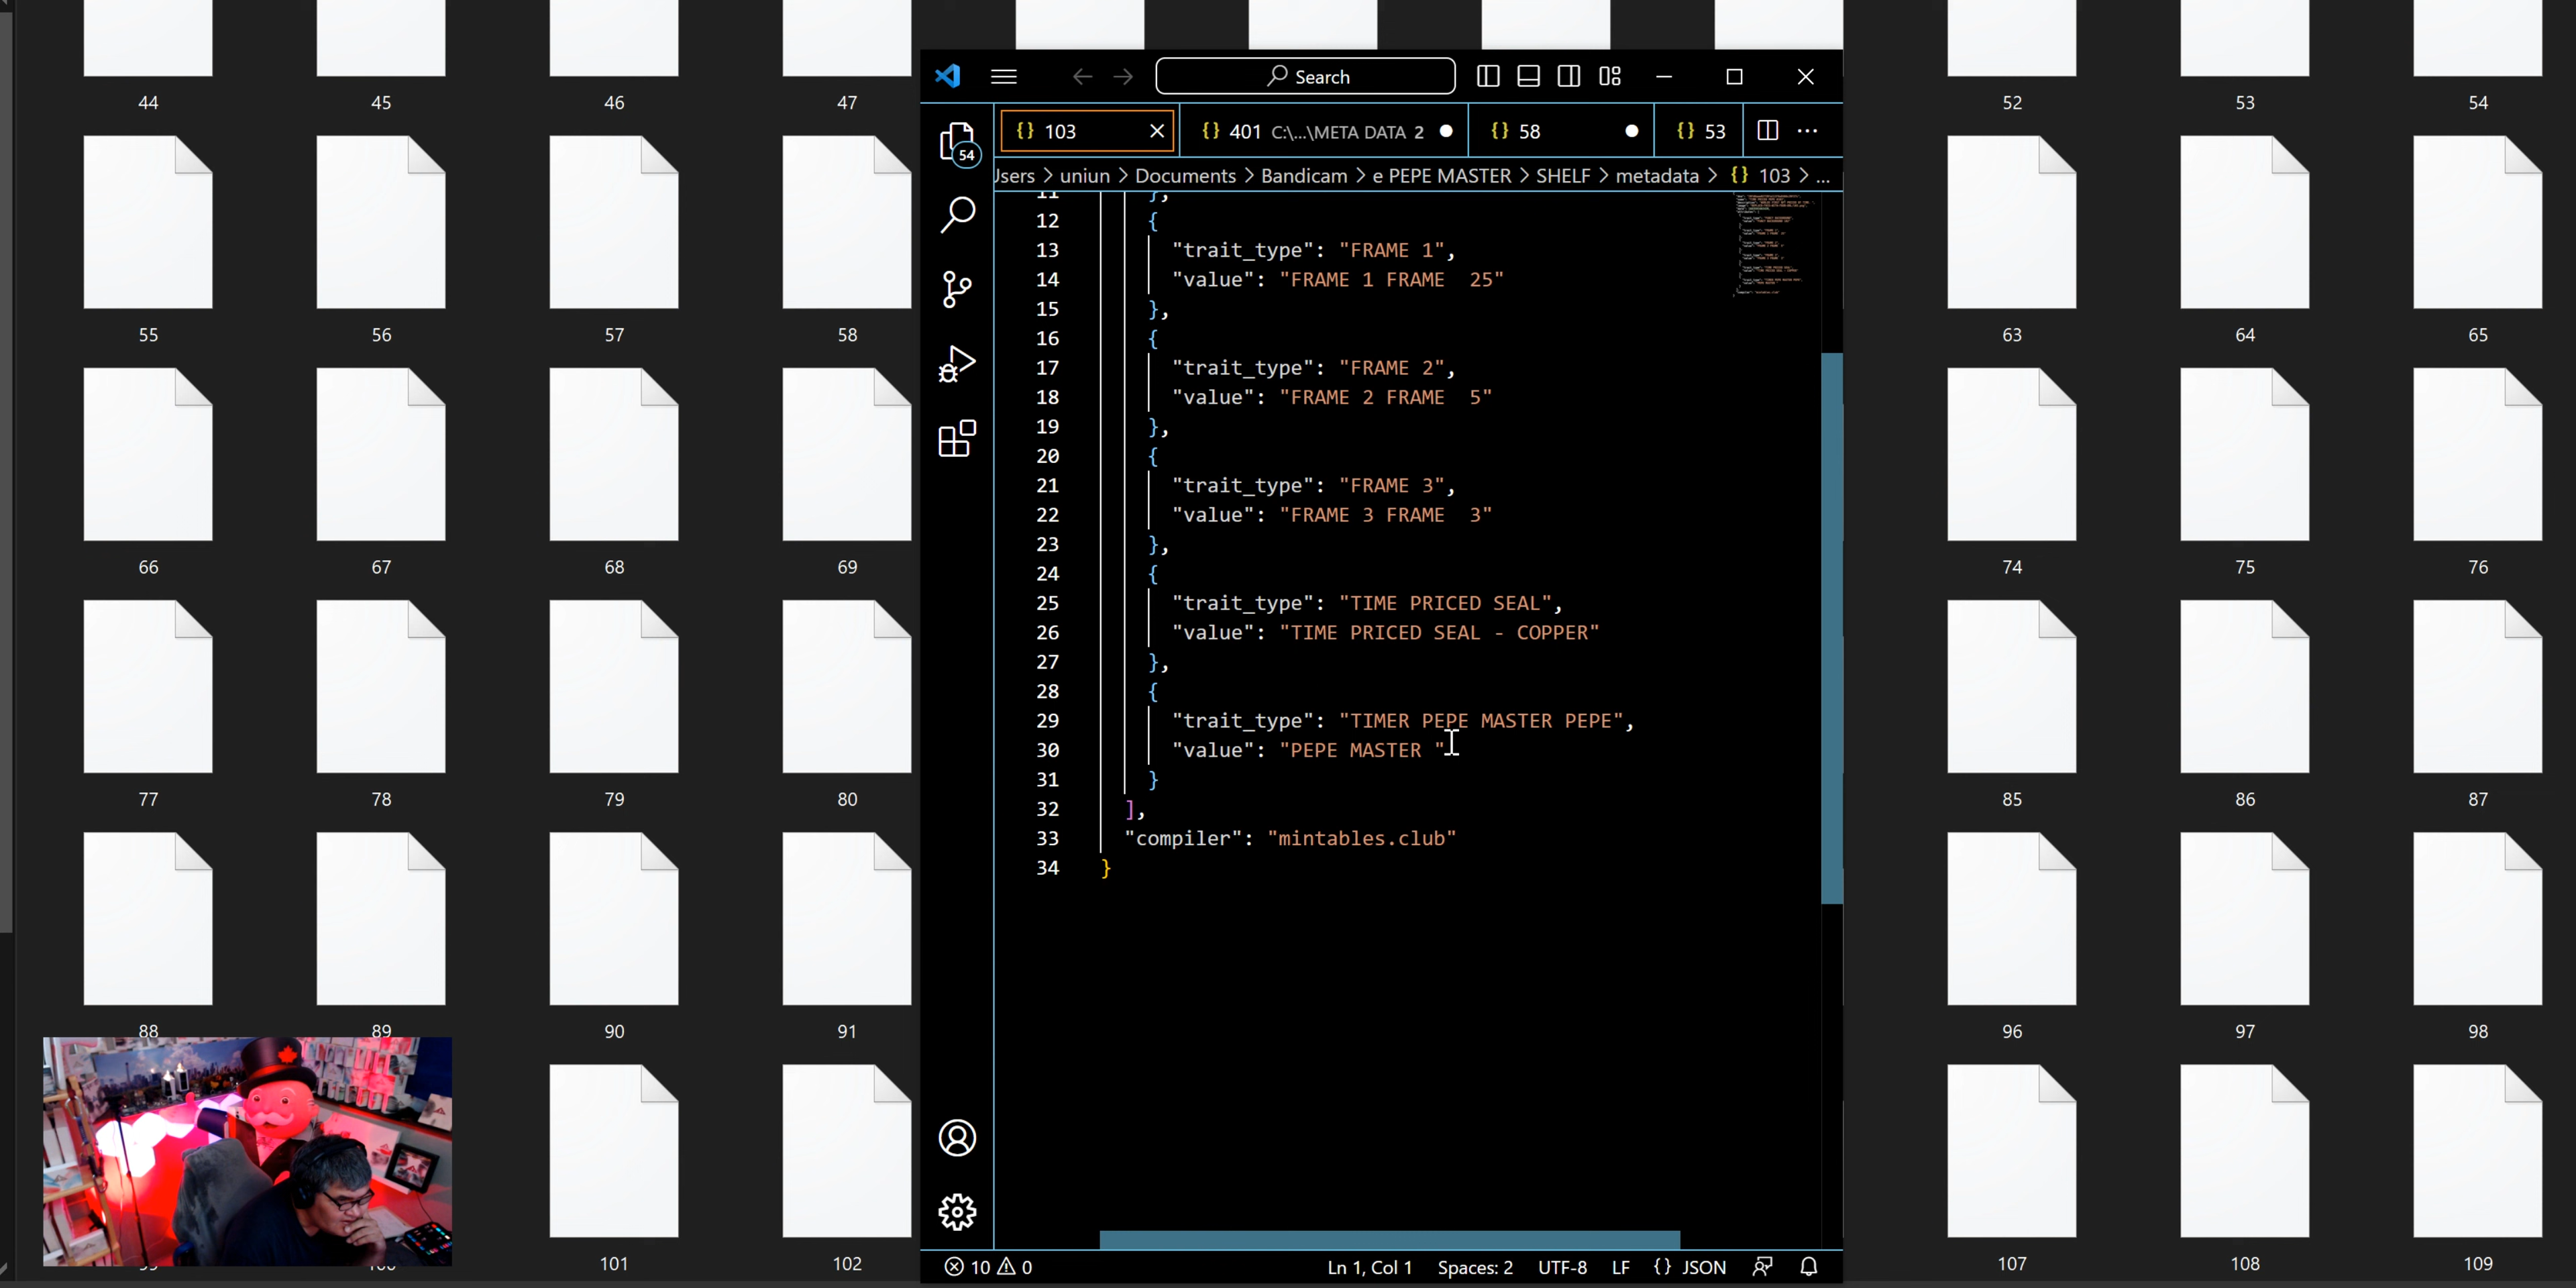 44 45 46 47 52 53 54
Search
103
401 C:\...\META DATA 2
58
53
54
Users > uniun > Documents > Bandicam > e PEPE MASTER > SHELF > metadata > {} 103 > ...
11 },
12 {
13 "trait_type": "FRAME 1",
14 "value": "FRAME 1 FRAME  25"
15 },
16 {
17 "trait_type": "FRAME 2",
18 "value": "FRAME 2 FRAME  5"
19 },
20 {
21 "trait_type": "FRAME 3",
22 "value": "FRAME 3 FRAME  3"
23 },
24 {
25 "trait_type": "TIME PRICED SEAL",
26 "value": "TIME PRICED SEAL - COPPER"
27 },
28 {
29 "trait_type": "TIMER PEPE MASTER PEPE",
30 "value": "PEPE MASTER "
31 }
32 ],
33 "compiler": "mintables.club"
34 }
55 56 57 58 63 64 65
66 67 68 69 74 75 76
77 78 79 80 85 86 87
88 89 90 91 96 97 98
101 102 107 108 109
10 0 Ln 1, Col 1 Spaces: 2 UTF-8 LF {} JSON